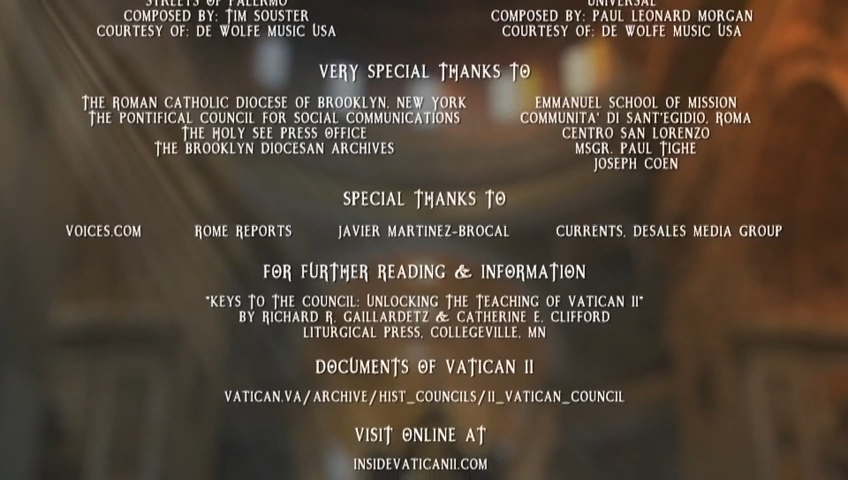 STREETS OF PALERMO
COMPOSED BY: TIM SOUSTER
COURTESY OF: DE WOLFE MUSIC USA
UNIVERSAL
COMPOSED BY: PAUL LEONARD MORGAN
COURTESY OF: DE WOLFE MUSIC USA
VERY SPECIAL THANKS TO
THE ROMAN CATHOLIC DIOCESE OF BROOKLYN, NEW YORK
THE PONTIFICAL COUNCIL FOR SOCIAL COMMUNICATIONS
THE HOLY SEE PRESS OFFICE
THE BROOKLYN DIOCESAN ARCHIVES
EMMANUEL SCHOOL OF MISSION
COMMUNITA' DI SANT'EGIDIO, ROMA
CENTRO SAN LORENZO
MSGR. PAUL TIGHE
JOSEPH COEN
SPECIAL THANKS TO
VOICES.COM ROME REPORTS JAVIER MARTINEZ-BROCAL CURRENTS, DESALES MEDIA GROUP
FOR FURTHER READING & INFORMATION
"KEYS TO THE COUNCIL: UNLOCKING THE TEACHING OF VATICAN II"
BY RICHARD R. GAILLARDETZ & CATHERINE E. CLIFFORD
LITURGICAL PRESS, COLLEGEVILLE, MN
DOCUMENTS OF VATICAN II
VATICAN.VA/ARCHIVE/HIST_COUNCILS/II_VATICAN_COUNCIL
VISIT ONLINE AT
INSIDEVATICANII.COM